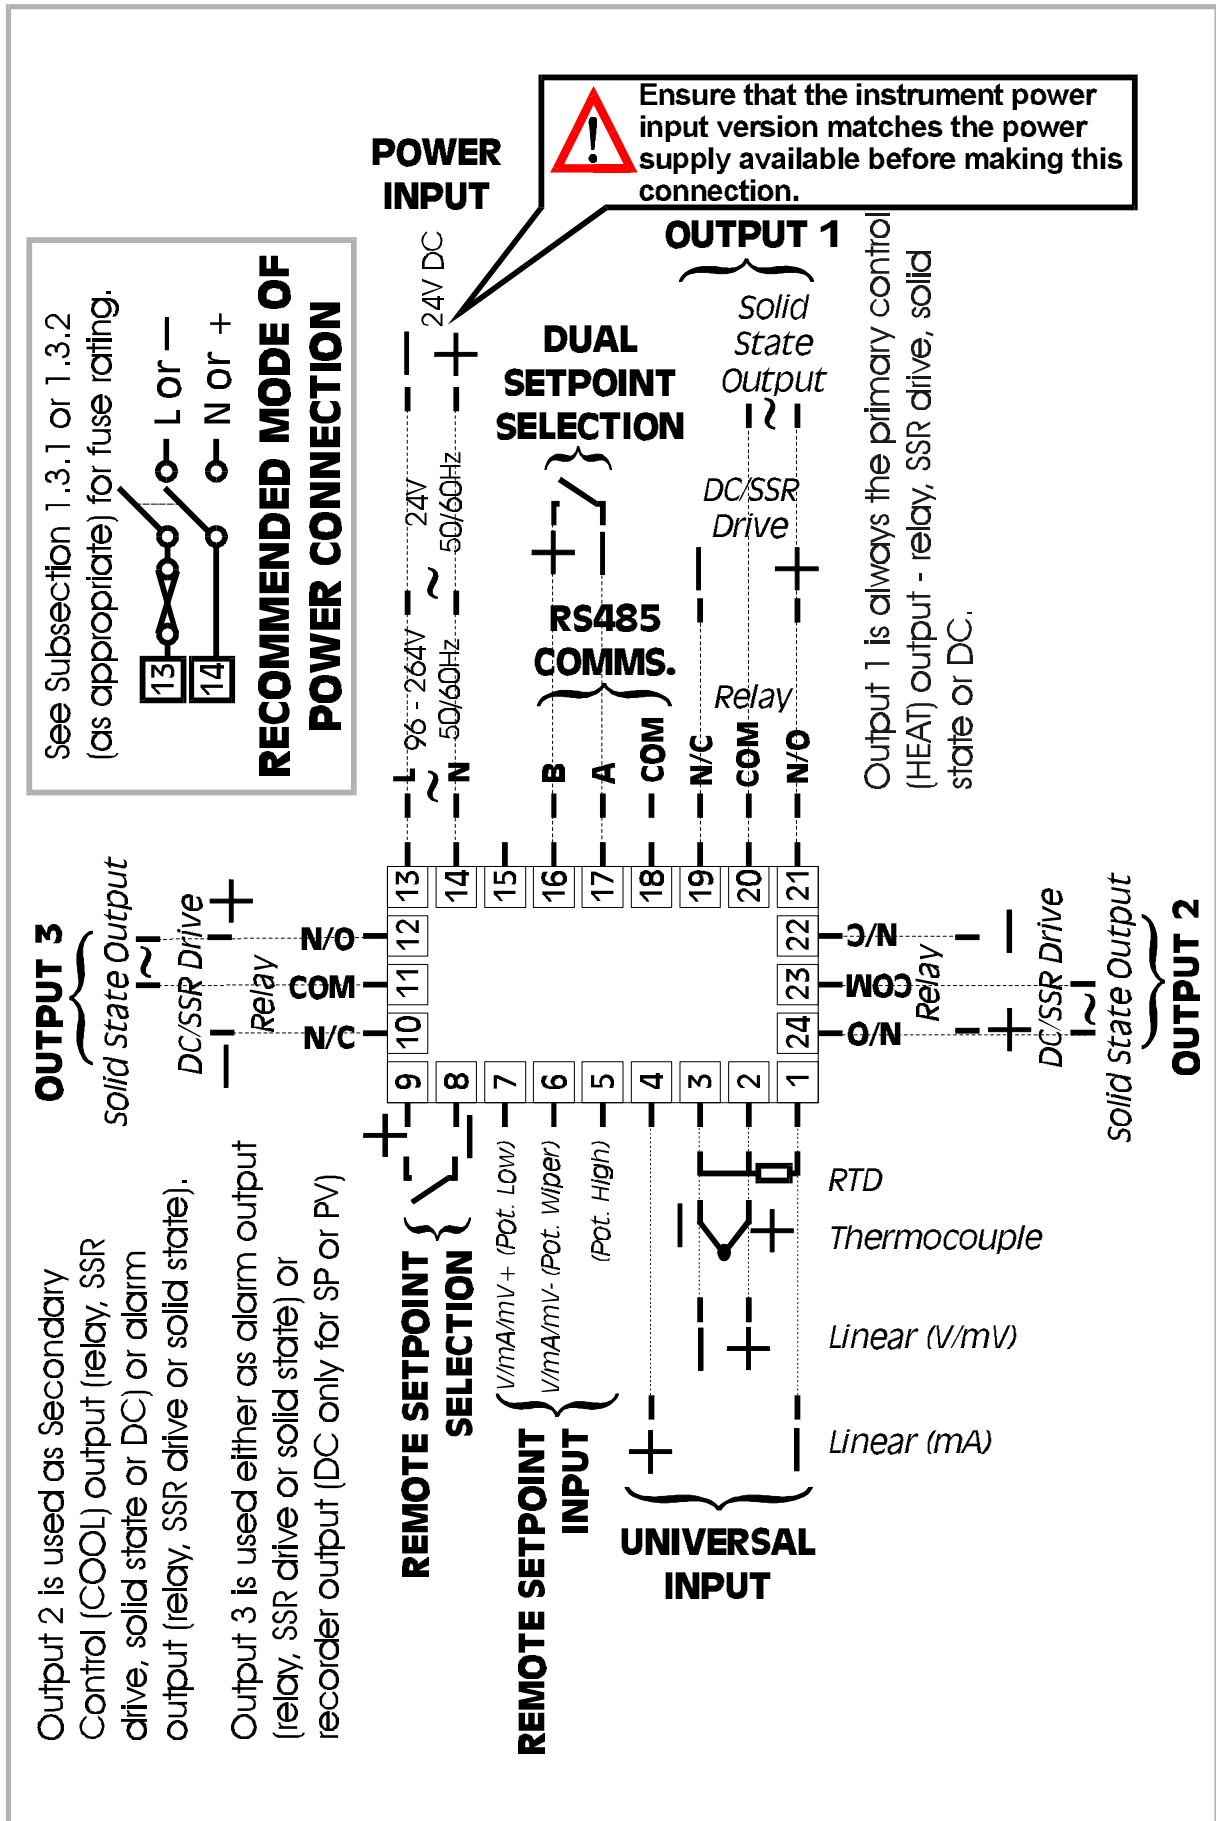 Ensure that the instrument power
input version matches the power
supply available before making this
connection.
POWER
INPUT
24V DC
24V
50/60Hz
96 - 264V
50/60Hz
L
N
See Subsection 1.3.1 or 1.3.2
(as appropriate) for fuse rating.
13
14
L or —
N or +
RECOMMENDED MODE OF
POWER CONNECTION
DUAL
SETPOINT
SELECTION
RS485
COMMS.
B
A
COM
OUTPUT 1
Solid
State
Output
DC/SSR
Drive
Relay
N/C
COM
N/O
Output 1 is always the primary control
(HEAT) output - relay, SSR drive, solid
state or DC.
13
14
15
16
17
18
19
20
21
12
11
10
22
23
24
9
8
7
6
5
4
3
2
1
OUTPUT 3
Solid State Output
DC/SSR Drive
Relay
N/O
COM
N/C
N/C
COM
N/O
Relay
DC/SSR Drive
Solid State Output
OUTPUT 2
Output 2 is used as Secondary
Control (COOL) output (relay, SSR
drive, solid state or DC) or alarm
output (relay, SSR drive or solid state).
Output 3 is used either as alarm output
(relay, SSR drive or solid state) or
recorder output (DC only for SP or PV)
REMOTE SETPOINT
SELECTION
V/mA/mV+ (Pot. Low)
V/mA/mV- (Pot. Wiper)
(Pot. High)
REMOTE SETPOINT
INPUT
RTD
Thermocouple
Linear (V/mV)
Linear (mA)
UNIVERSAL
INPUT